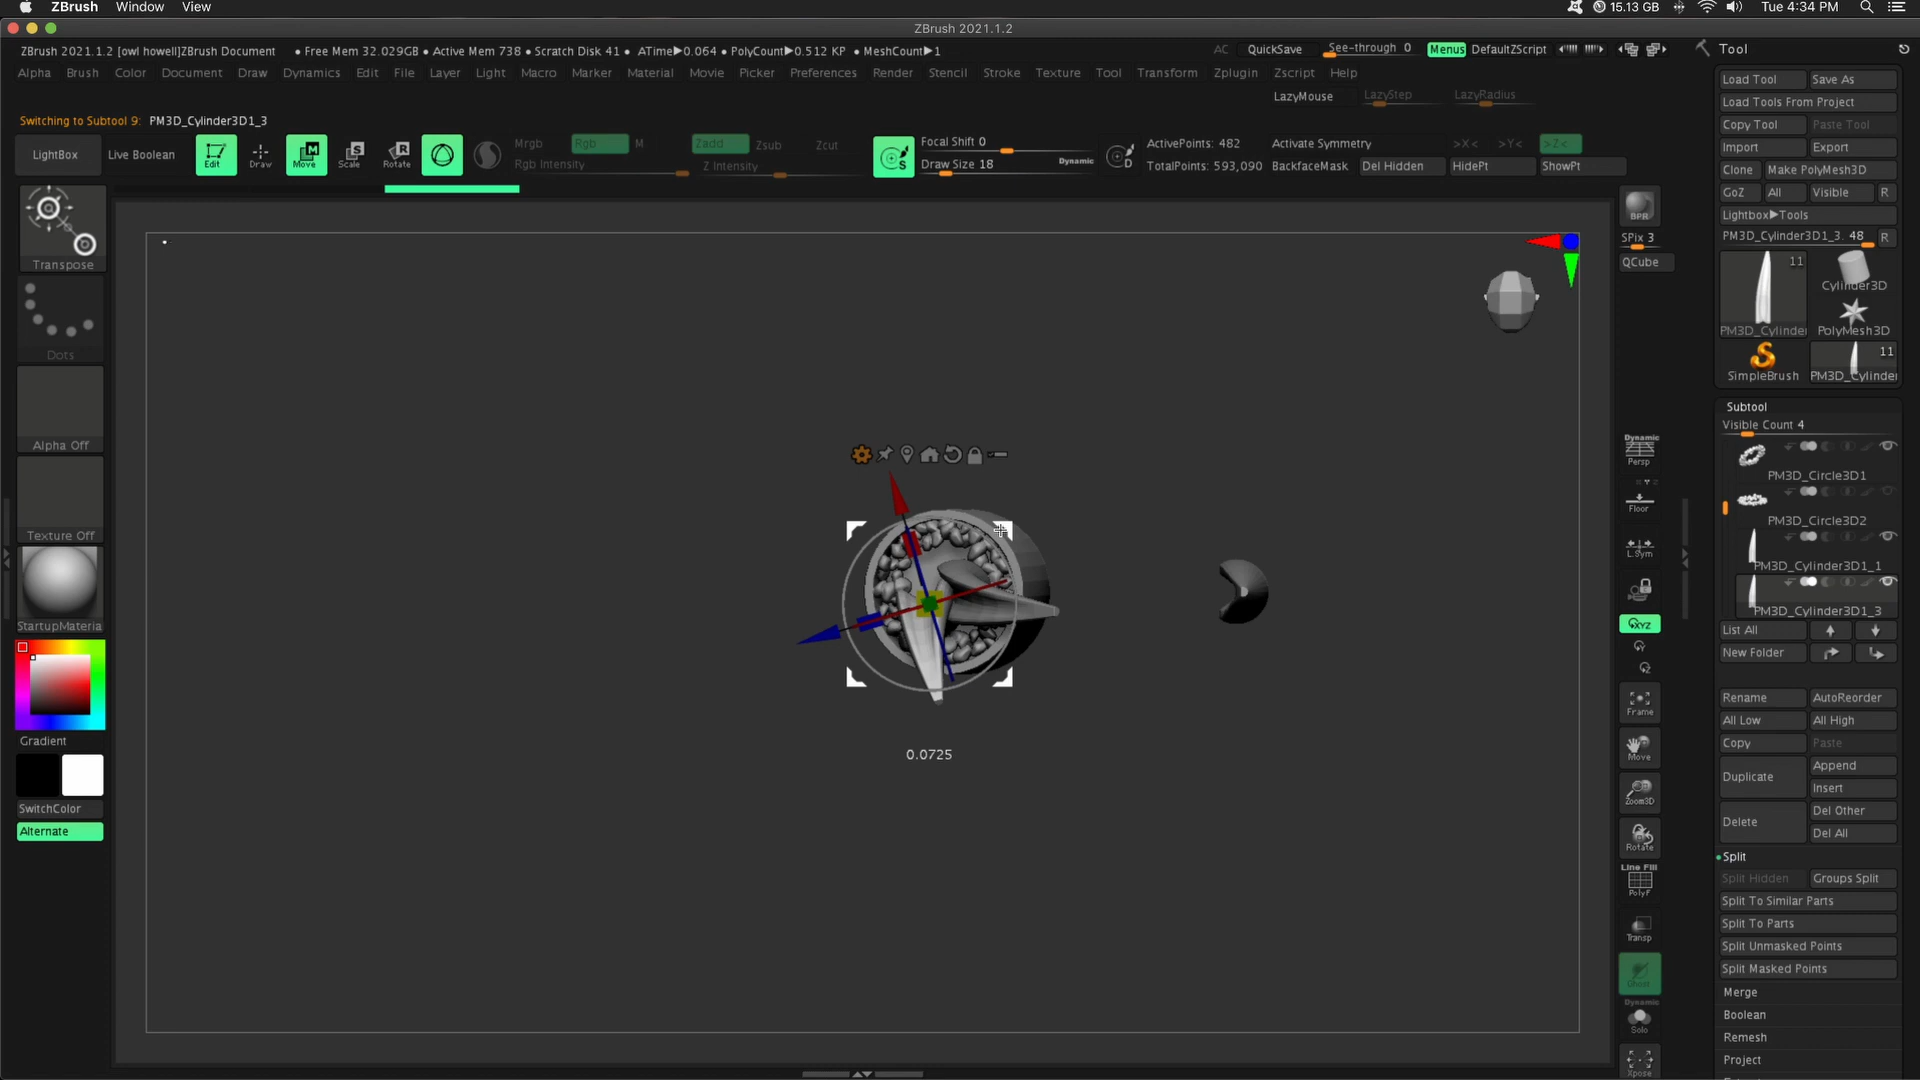 ZBrush Window View 15.13 GB Tue 4:34 PM
ZBrush 2021.1.2
ZBrush 2021.1.2 [owl howell]ZBrush Document • Free Mem 32.029GB • Active Mem 738 • Scratch Disk 41 • ATime▶0.064 • PolyCount▶0.512 KP • MeshCount▶1 AC QuickSave See-through 0 Menus DefaultZScript
Alpha Brush Color Document Draw Dynamics Edit File Layer Light Macro Marker Material Movie Picker Preferences Render Stencil Stroke Texture Tool Transform Zplugin Zscript Help
LazyMouse LazyStep LazyRadius
Switching to Subtool 9: PM3D_Cylinder3D1_3
LightBox Live Boolean Edit Draw Move Scale Rotate
Mrgb Rgb M Zadd Zsub Zcut
Rgb Intensity Z Intensity
Focal Shift 0
Draw Size 18 Dynamic
ActivePoints: 482 Activate Symmetry >X< >Y< >Z<
TotalPoints: 593,090 BackfaceMask Del Hidden HidePt ShowPt
Transpose
Dots
Alpha Off
Texture Off
StartupMateria
Gradient
SwitchColor
Alternate
0.0725
BPR
SPix 3
QCube
Dynamic
Persp
Floor
L.Sym
XYZ
Frame
Move
Zoom3D
Rotate
Line Fill
PolyF
Transp
Ghost
Dynamic
Solo
Xpose
Tool
Load Tool Save As
Load Tools From Project
Copy Tool Paste Tool
Import Export
Clone Make PolyMesh3D
GoZ All Visible R
Lightbox▶Tools
PM3D_Cylinder3D1_3. 48 R
11
Cylinder3D
PM3D_Cylinder PolyMesh3D
11
SimpleBrush PM3D_Cylinder
Subtool
Visible Count 4
PM3D_Circle3D1
PM3D_Circle3D2
PM3D_Cylinder3D1_1
PM3D_Cylinder3D1_3
List All
New Folder
Rename AutoReorder
All Low All High
Copy Paste
Duplicate Append
Insert
Delete Del Other
Del All
Split
Split Hidden Groups Split
Split To Similar Parts
Split To Parts
Split Unmasked Points
Split Masked Points
Merge
Boolean
Remesh
Project